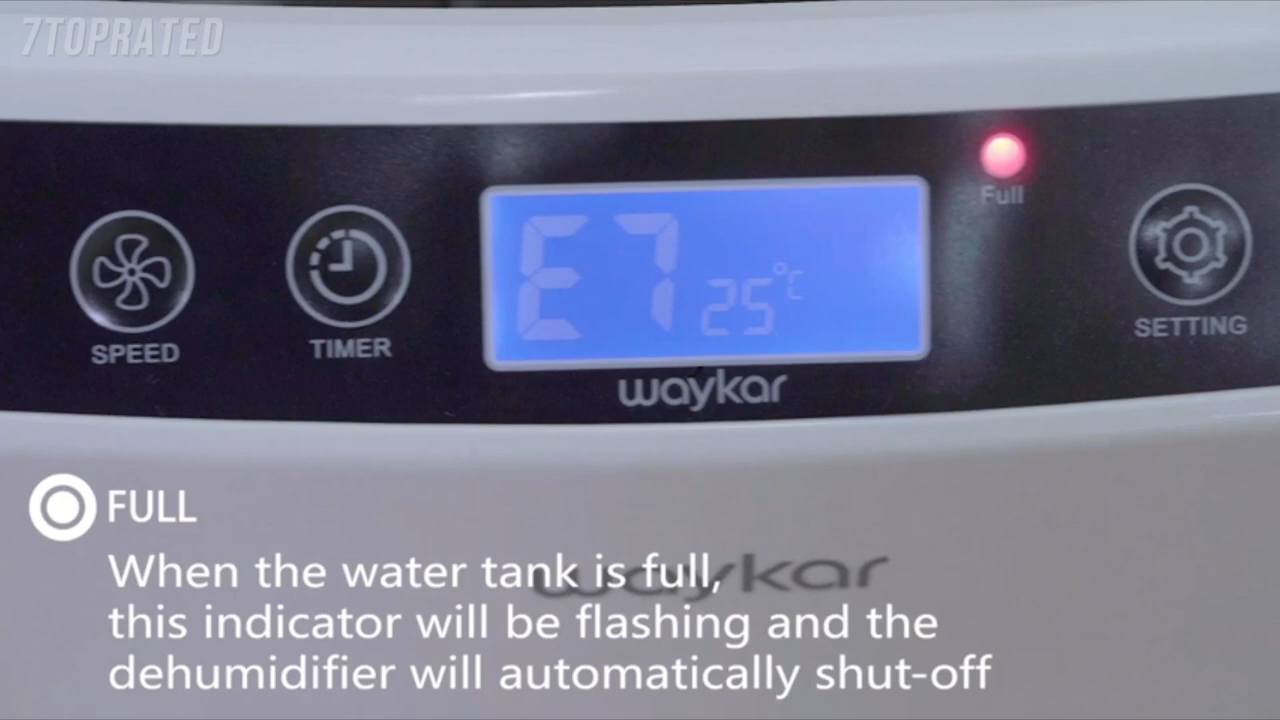 7TOPRATED
Full
E7 25°C
SPEED
TIMER
SETTING
waykar
FULL
waykar
When the water tank is full,
this indicator will be flashing and the
dehumidifier will automatically shut-off